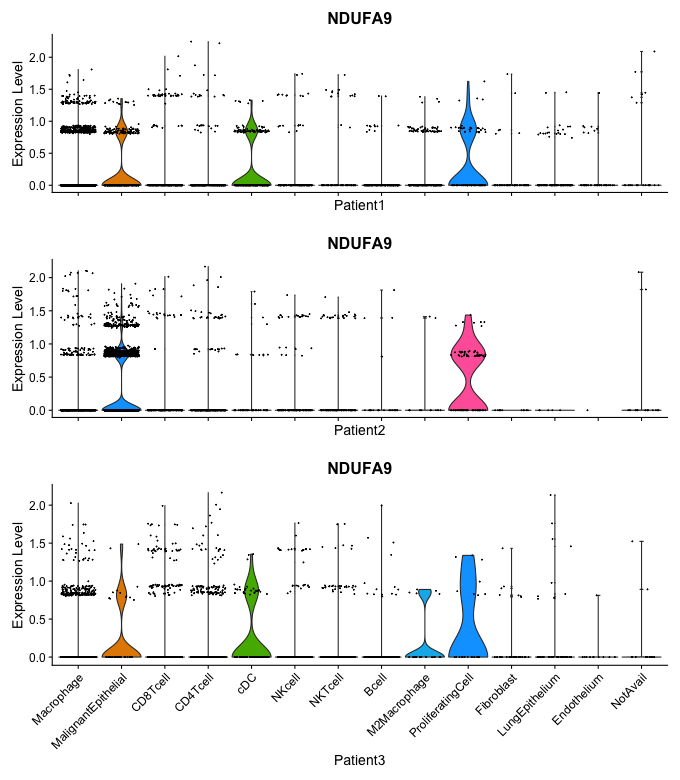 NDUFA9
Expression Level
2.0
1.5
1.0
0.5
0.0
Patient1
NDUFA9
Expression Level
2.0
1.5
1.0
0.5
0.0
Patient2
NDUFA9
Expression Level
2.0
1.5
1.0
0.5
0.0
Macrophage
MalignantEpithelial
CD8Tcell
CD4Tcell
cDC
NKcell
NKTcell
Bcell
M2Macrophage
ProliferatingCell
Fibroblast
LungEpithelium
Endothelium
NotAvail
Patient3